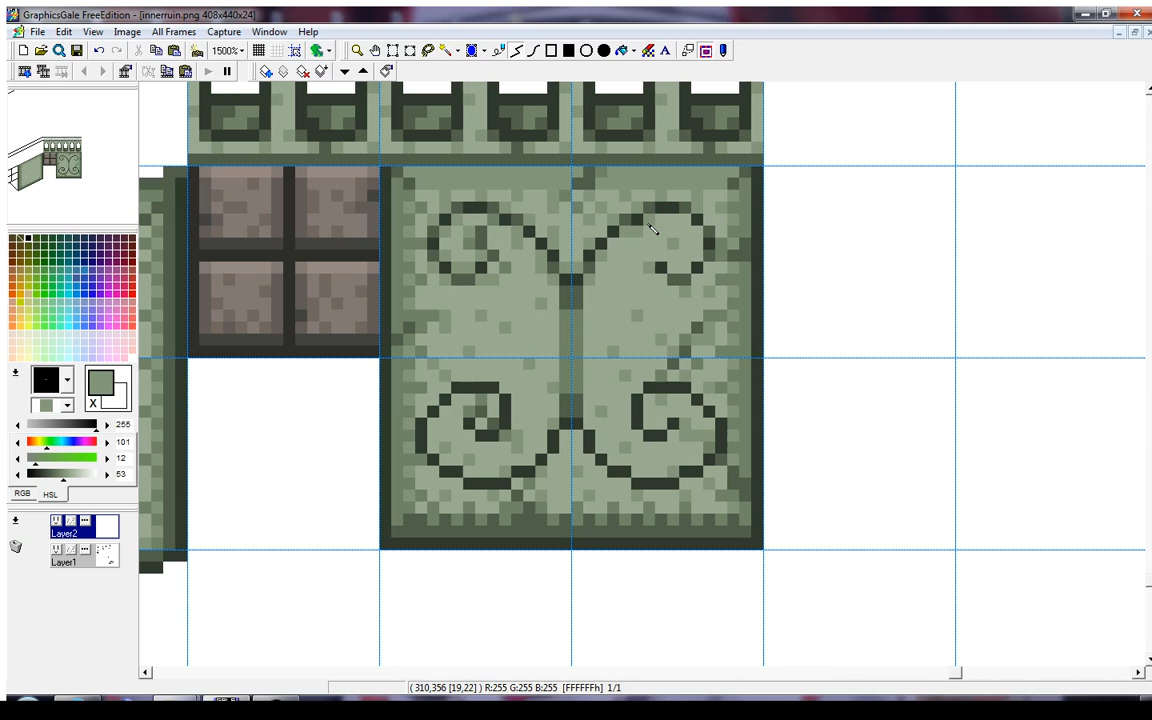 GraphicsGale FreeEdition - [innerruin.png 408x440x24]
File Edit View Image All Frames Capture Window Help
1500%
A
X
255
101
12
53
RGB HSL
Layer2
Layer1
( 310,356 [19,22] ) R:255 G:255 B:255 [FFFFFFh] 1/1